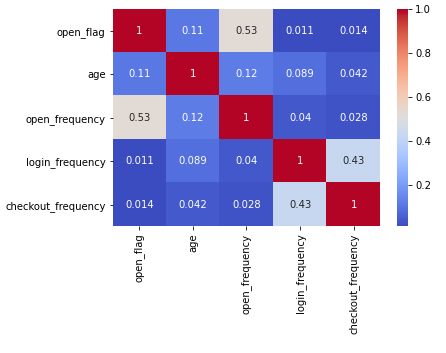 open_flag 1 0.11 0.53 0.011 0.014
age 0.11 1 0.12 0.089 0.042
open_frequency 0.53 0.12 1 0.04 0.028
login_frequency 0.011 0.089 0.04 1 0.43
checkout_frequency 0.014 0.042 0.028 0.43 1
open_flag
age
open_frequency
login_frequency
checkout_frequency
1.0
0.8
0.6
0.4
0.2